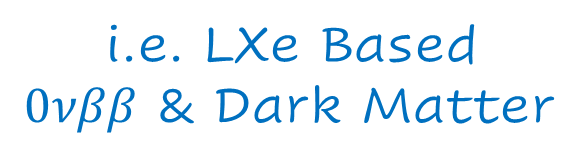 i.e. LXe Based
0𝜈𝛽𝛽 & Dark Matter